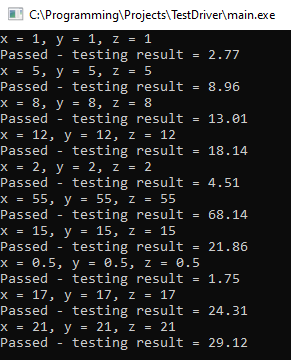 C:\Programming\Projects\TestDriver\main.exe
x = 1, y = 1, z = 1
Passed - testing result = 2.77
x = 5, y = 5, z = 5
Passed - testing result = 8.96
x = 8, y = 8, z = 8
Passed - testing result = 13.01
x = 12, y = 12, z = 12
Passed - testing result = 18.14
x = 2, y = 2, z = 2
Passed - testing result = 4.51
x = 55, y = 55, z = 55
Passed - testing result = 68.14
x = 15, y = 15, z = 15
Passed - testing result = 21.86
x = 0.5, y = 0.5, z = 0.5
Passed - testing result = 1.75
x = 17, y = 17, z = 17
Passed - testing result = 24.31
x = 21, y = 21, z = 21
Passed - testing result = 29.12